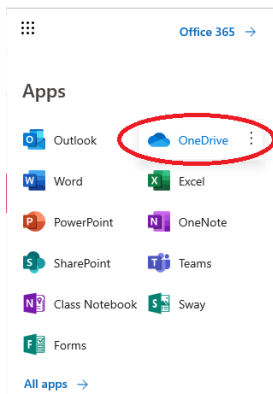 Office 365 →
Apps
Outlook OneDrive
Word Excel
PowerPoint OneNote
SharePoint Teams
Class Notebook Sway
Forms
All apps →